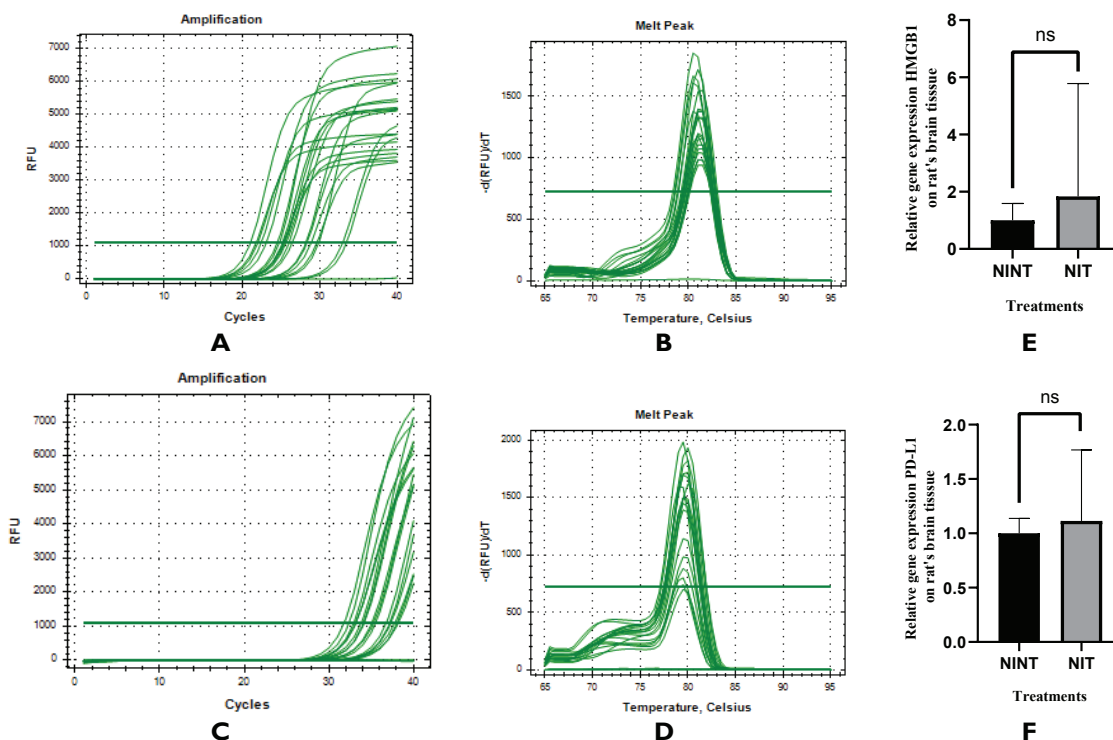 Amplification
7000
6000
5000
4000
3000
2000
1000
0
RFU
0 10 20 30 40
Cycles
A
Melt Peak
1500
1000
500
0
-d(RFU)/dT
65 70 75 80 85 90 95
Temperature, Celsius
B
ns
8
6
4
2
0
Relative gene expression HMGB1
on rat's brain tisssue
NINT NIT
Treatments
E
Amplification
7000
6000
5000
4000
3000
2000
1000
0
RFU
0 10 20 30 40
Cycles
C
Melt Peak
2000
1500
1000
500
0
-d(RFU)/dT
65 70 75 80 85 90 95
Temperature, Celsius
D
ns
2.0
1.5
1.0
0.5
0.0
Relative gene expression PD-L1
on rat's brain tisssue
NINT NIT
Treatments
F